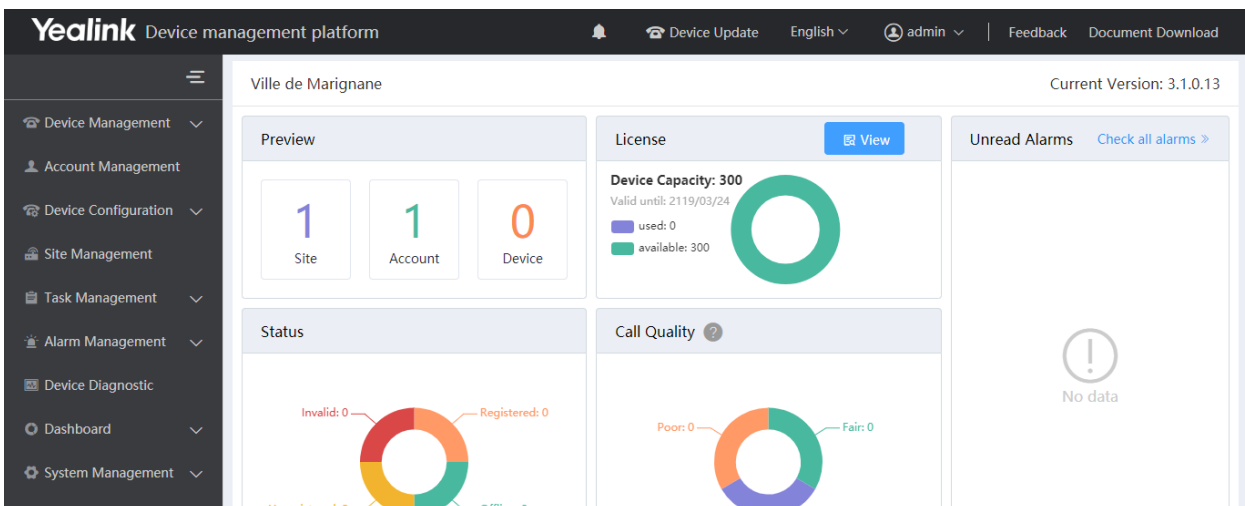 Yealink Device management platform
Device Update
English
admin
Feedback
Document Download
Device Management
Account Management
Device Configuration
Site Management
Task Management
Alarm Management
Device Diagnostic
Dashboard
System Management
Ville de Marignane
Current Version: 3.1.0.13
Preview
1
Site
1
Account
0
Device
License
View
Device Capacity: 300
Valid until: 2119/03/24
used: 0
available: 300
Unread Alarms
Check all alarms »
No data
Status
Invalid: 0
Registered: 0
Call Quality ?
Poor: 0
Fair: 0